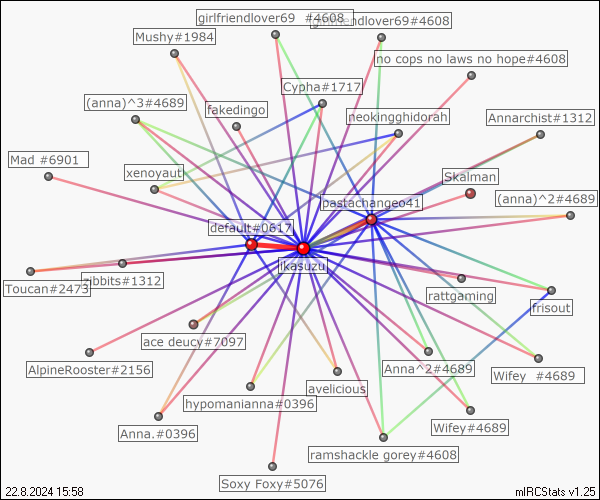 girlfriendlover69 #4608
girlfriendlover69#4608
Mushy#1984
no cops no laws no hope#4608
Cypha#1717
(anna)^3#4689
fakedingo
neokingghidorah
Annarchist#1312
Mad #6901
xenoyaut
Skalman
(anna)^2#4689
pastachangeo41
default#0617
ikasuzu
Toucan#2473
ribbits#1312
rattgaming
frisout
ace deucy#7097
AlpineRooster#2156
Anna^2#4689
Wifey #4689
avelicious
hypomanianna#0396
Anna.#0396
Wifey#4689
ramshackle gorey#4608
Soxy Foxy#5076
22.8.2024 15:58
mIRCStats v1.25